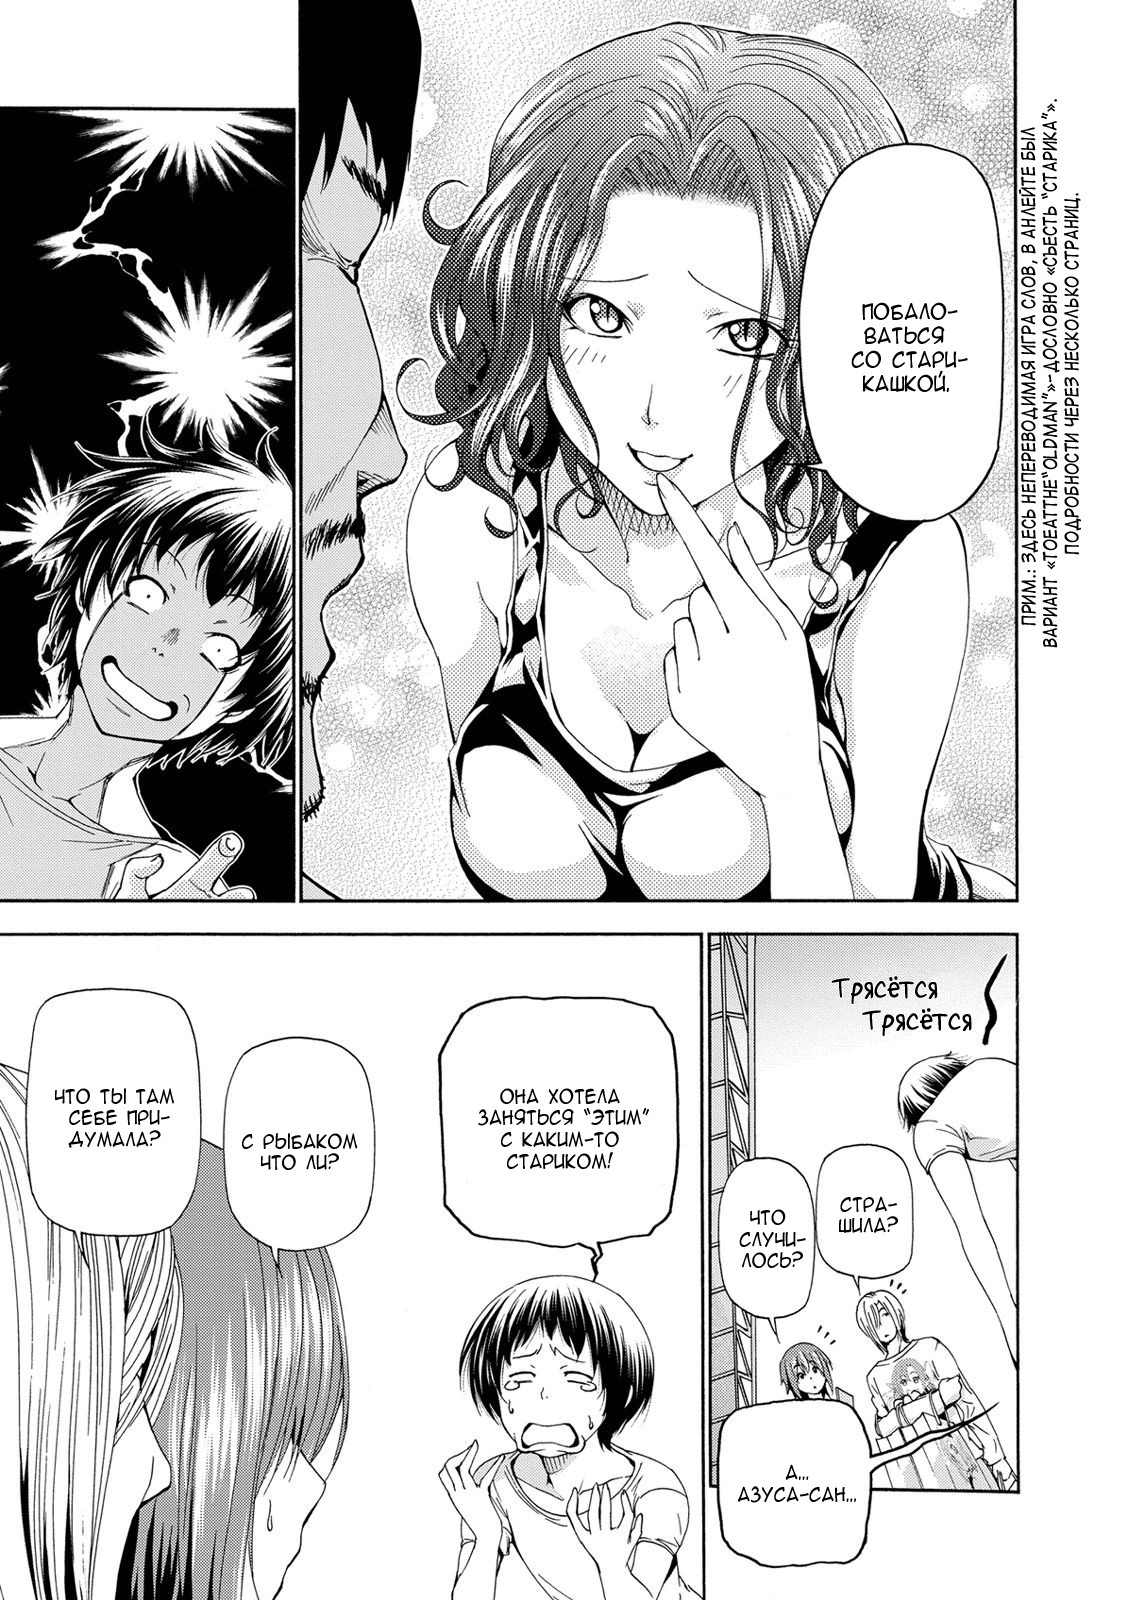 ПОБАЛО-
ВАТЬСЯ
СО СТАРИ-
КАШКОЙ.
ПРИМ.: ЗДЕСЬ НЕПЕРЕВОДИМАЯ ИГРА СЛОВ, В АНЛЕЙТЕ БЫЛ
ВАРИАНТ «TOEATTHE"OLDMAN"»-ДОСЛОВНО «СЬЕСТЬ "СТАРИКА"».
ПОДРОБНОСТИ ЧЕРЕЗ НЕСКОЛЬКО СТРАНИЦ.
Трясётся
Трясётся
СТРА-
ШИЛА?
ЧТО
СЛУЧИ-
ЛОСЬ?
А...
АЗУСА-САН...
ОНА ХОТЕЛА
ЗАНЯТЬСЯ "ЭТИМ"
С КАКИМ-ТО
СТАРИКОМ!
С РЫБАКОМ
ЧТО ЛИ?
ЧТО ТЫ ТАМ
СЕБЕ ПРИ-
ДУМАЛА?